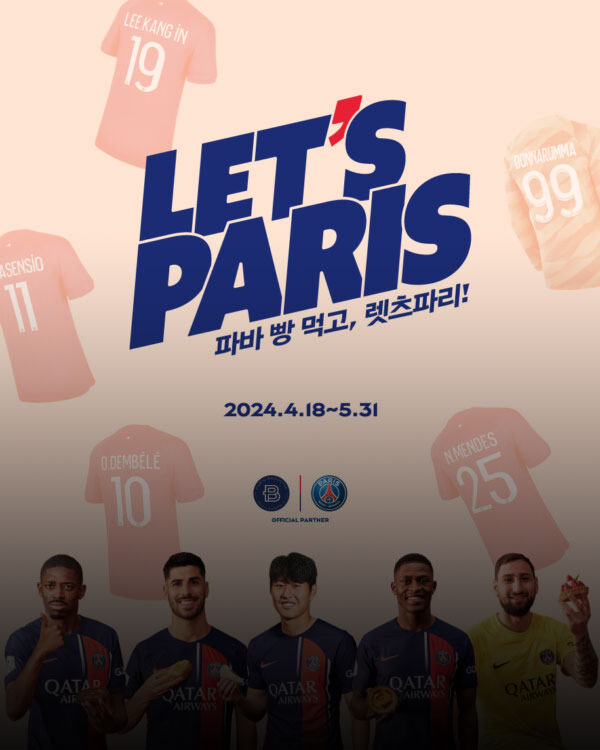 LEE KANG iN
19
LET'S
PARIS
파바 빵 먹고, 렛츠파리!
DONNARUMMA
99
ASENSiO
11
2024.4.18~5.31
O.DEMBÉLÉ
10
N.MENDES
25
B
PARIS
OFFICIAL PARTNER
QATAR
AIRWAYS
QATAR
AIRWAYS
QATAR
AIRWAYS
QATAR
AIRWAYS
QATAR
AIRWAYS